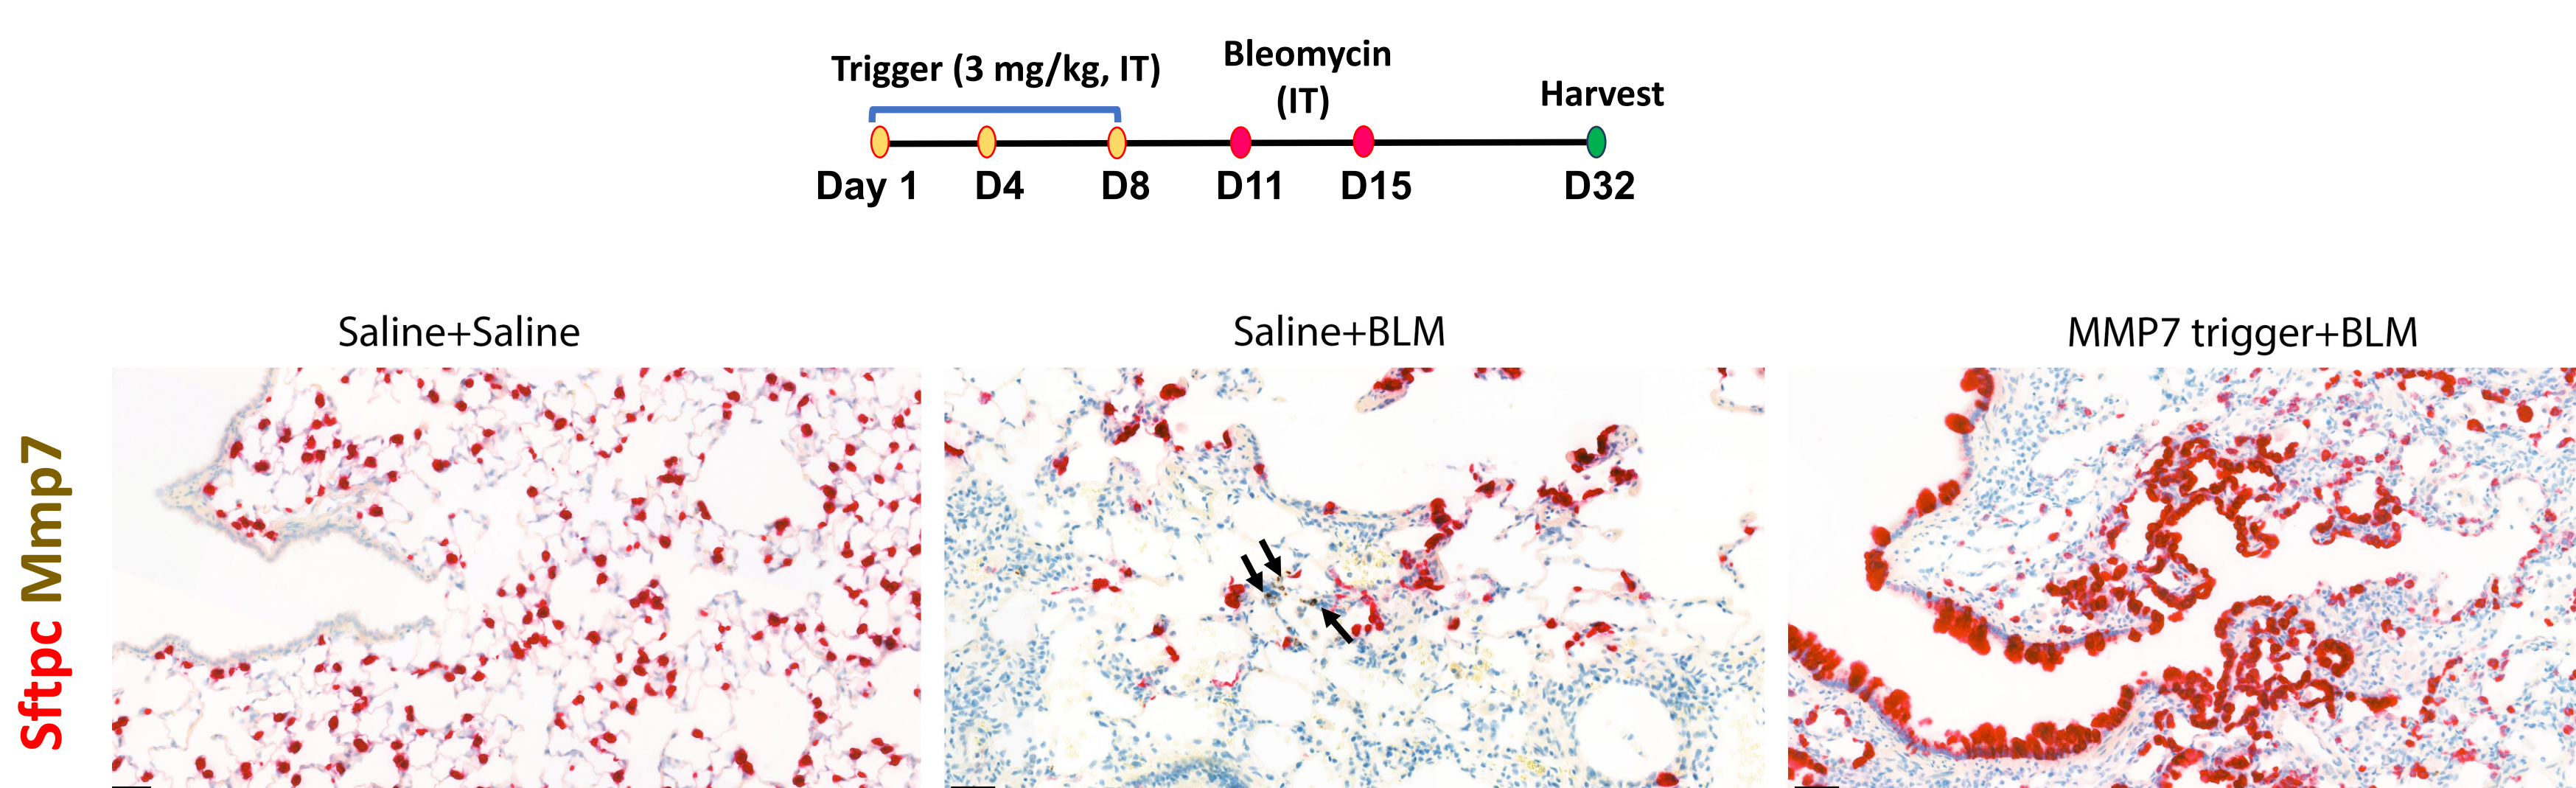 Trigger (3 mg/kg, IT)
Bleomycin
(IT)
Harvest
Day 1
D4
D8
D11
D15
D32
Saline+Saline
Saline+BLM
MMP7 trigger+BLM
Sftpc Mmp7